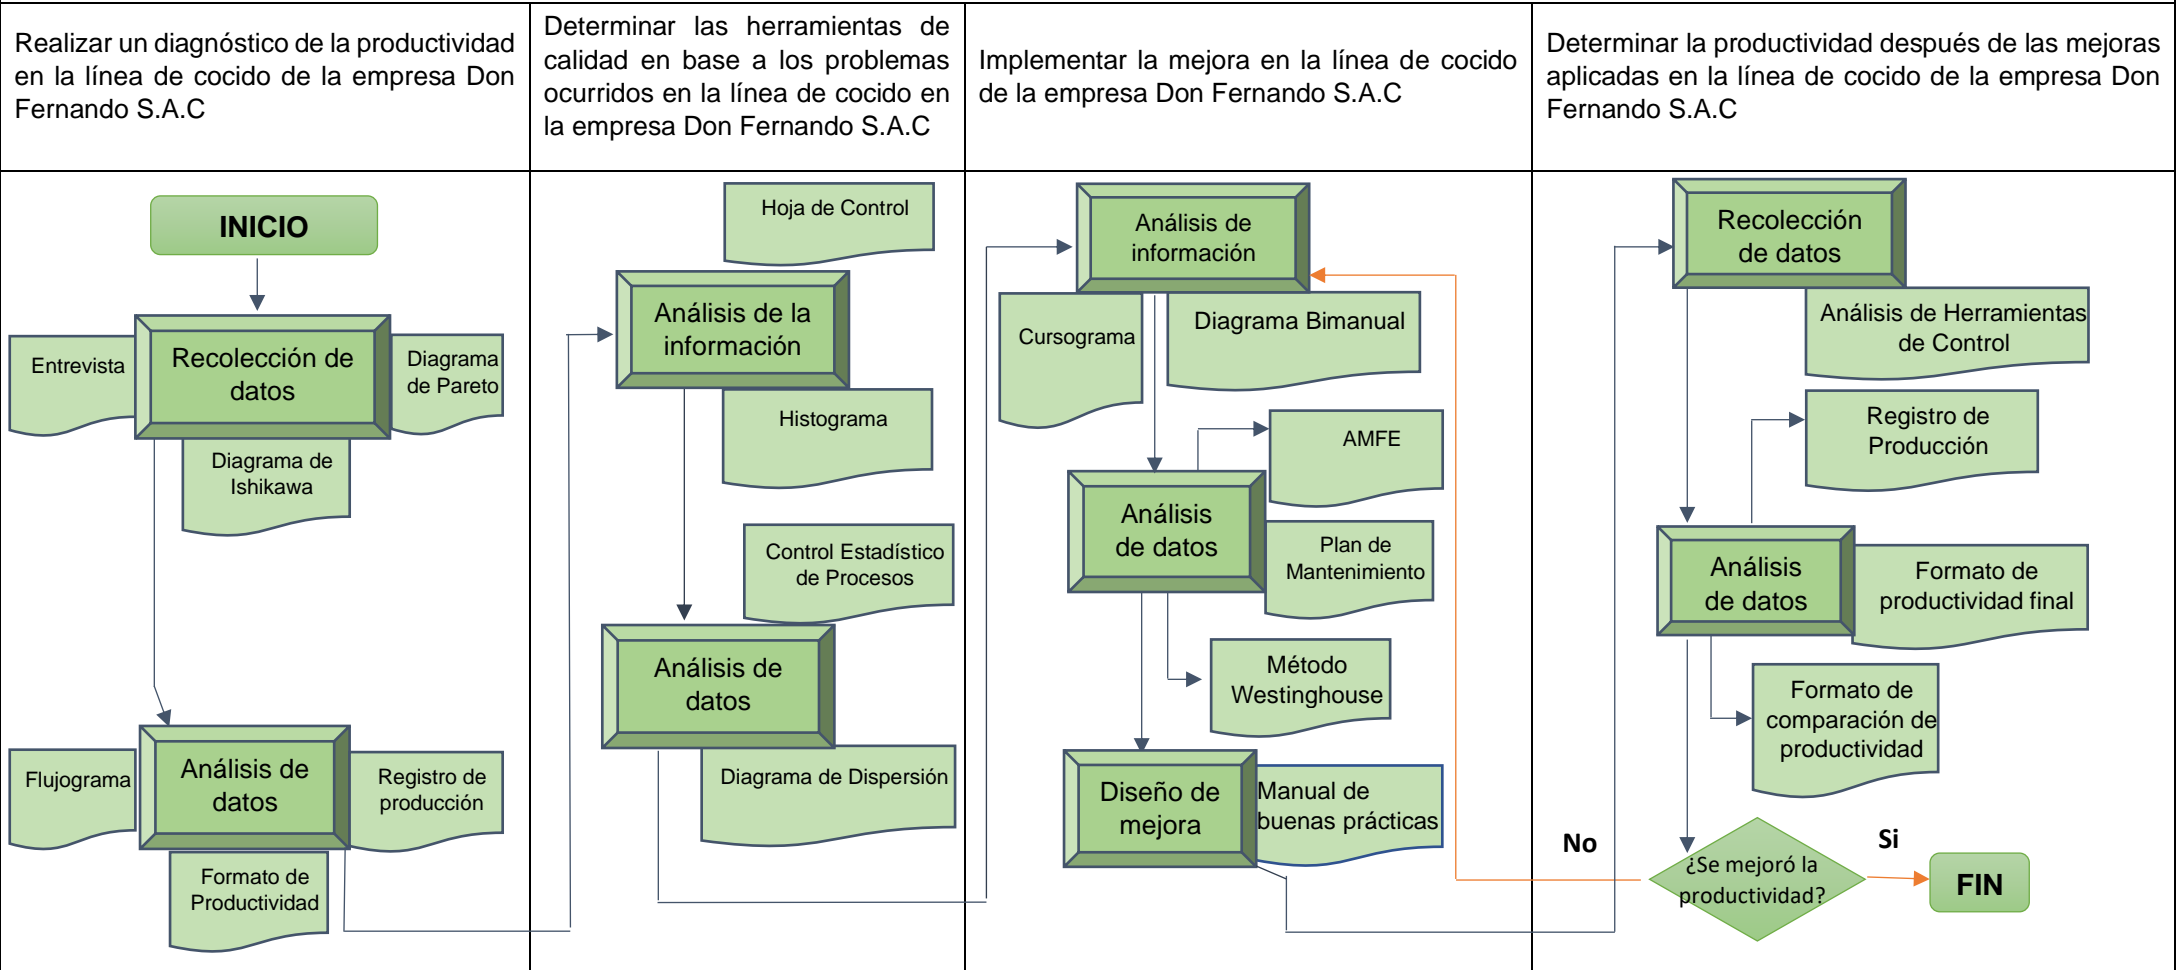 Realizar un diagnóstico de la productividad
en la línea de cocido de la empresa Don
Fernando S.A.C
Determinar las herramientas de
calidad en base a los problemas
ocurridos en la línea de cocido en
la empresa Don Fernando S.A.C
Implementar la mejora en la línea de cocido
de la empresa Don Fernando S.A.C
Determinar la productividad después de las mejoras
aplicadas en la línea de cocido de la empresa Don
Fernando S.A.C
INICIO
Entrevista
Recolección de
datos
Diagrama
de Pareto
Diagrama de
Ishikawa
Flujograma
Análisis de
datos
Registro de
producción
Formato de
Productividad
Hoja de Control
Análisis de la
información
Histograma
Control Estadístico
de Procesos
Análisis de
datos
Diagrama de Dispersión
Análisis de
información
Cursograma
Diagrama Bimanual
AMFE
Análisis
de datos
Plan de
Mantenimiento
Método
Westinghouse
Diseño de
mejora
Manual de
buenas prácticas
Recolección
de datos
Análisis de Herramientas
de Control
Registro de
Producción
Análisis
de datos
Formato de
productividad final
Formato de
comparación de
productividad
No
¿Se mejoró la
productividad?
Si
FIN